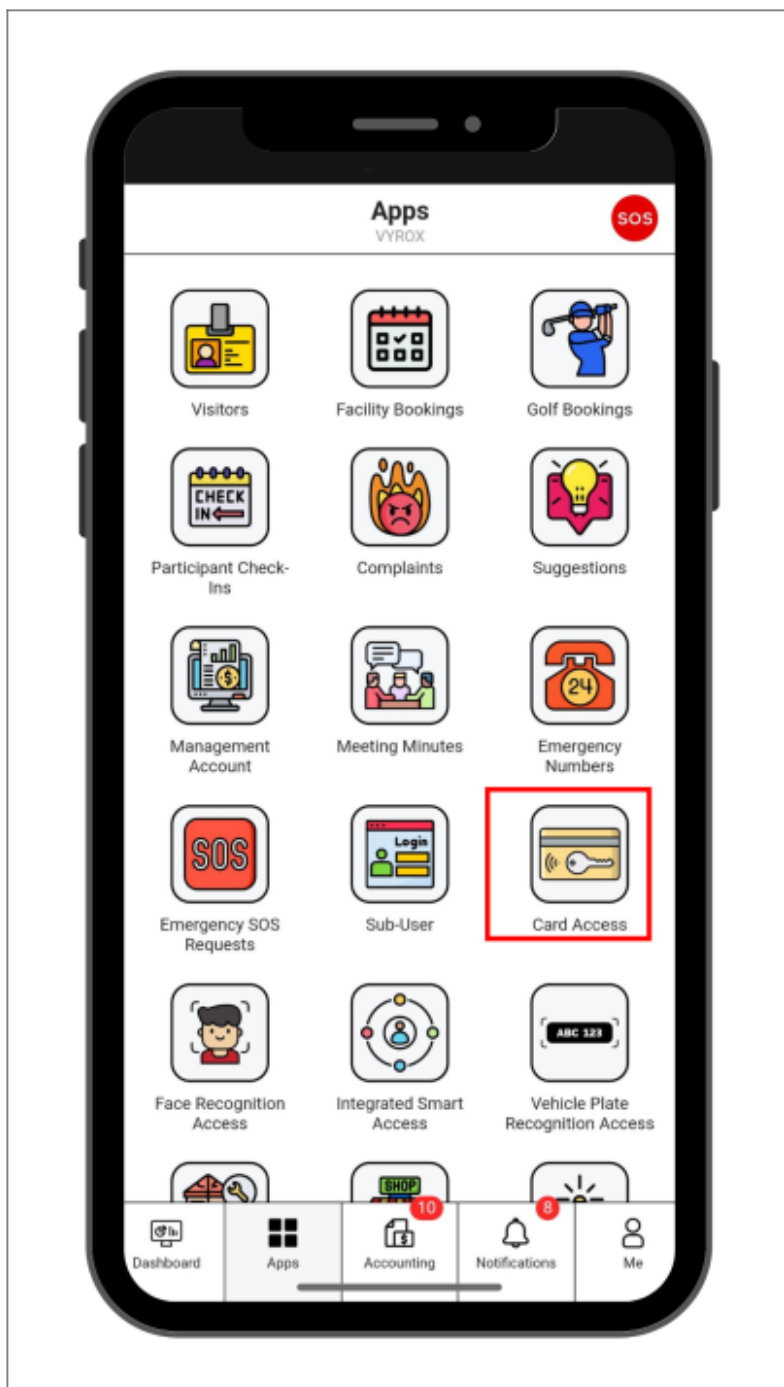 Apps
SOS
VYROX
Visitors
Facility Bookings
Golf Bookings
CHECK
IN
Participant Check-
Ins
Complaints
Suggestions
Management
Account
Meeting Minutes
24
Emergency
Numbers
SOS
Emergency SOS
Requests
Login
Sub-User
Card Access
Face Recognition
Access
Integrated Smart
Access
ABC 123
Vehicle Plate
Recognition Access
SHOP
10
8
Dashboard
Apps
Accounting
Notifications
Me